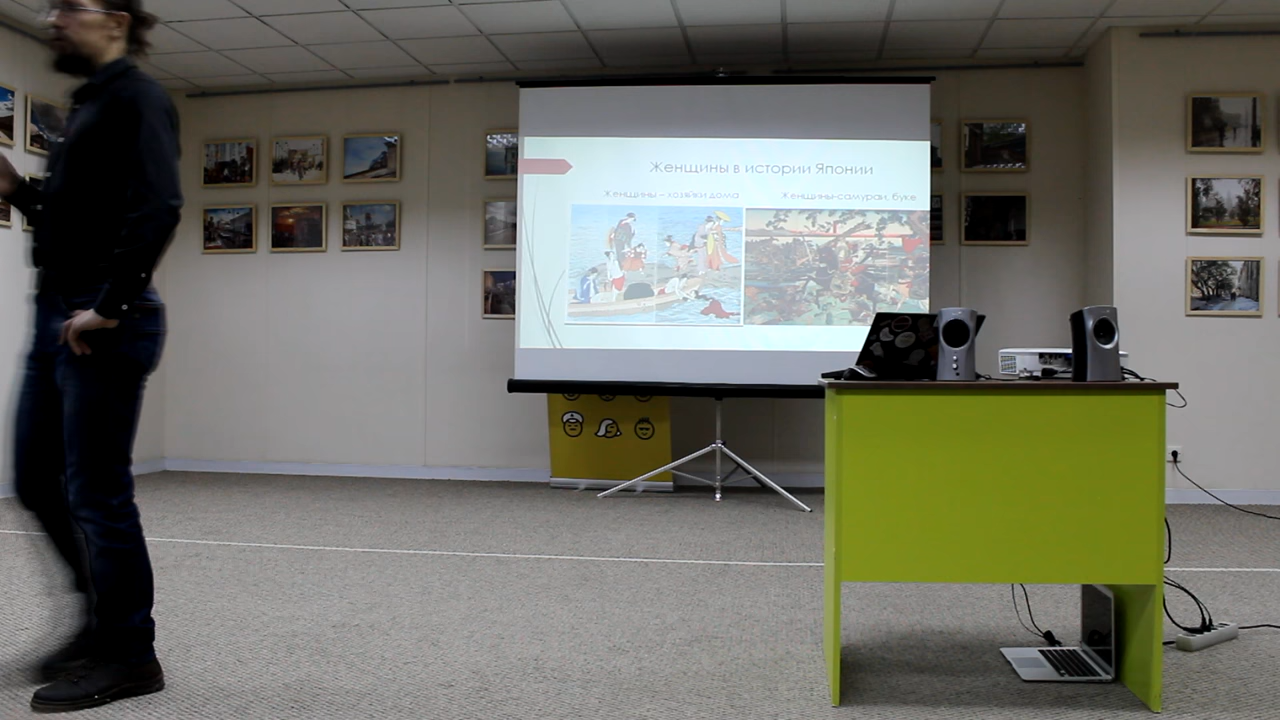 Женщины в истории Японии
Женщины – хозяйки дома
Женщины-самураи, буке